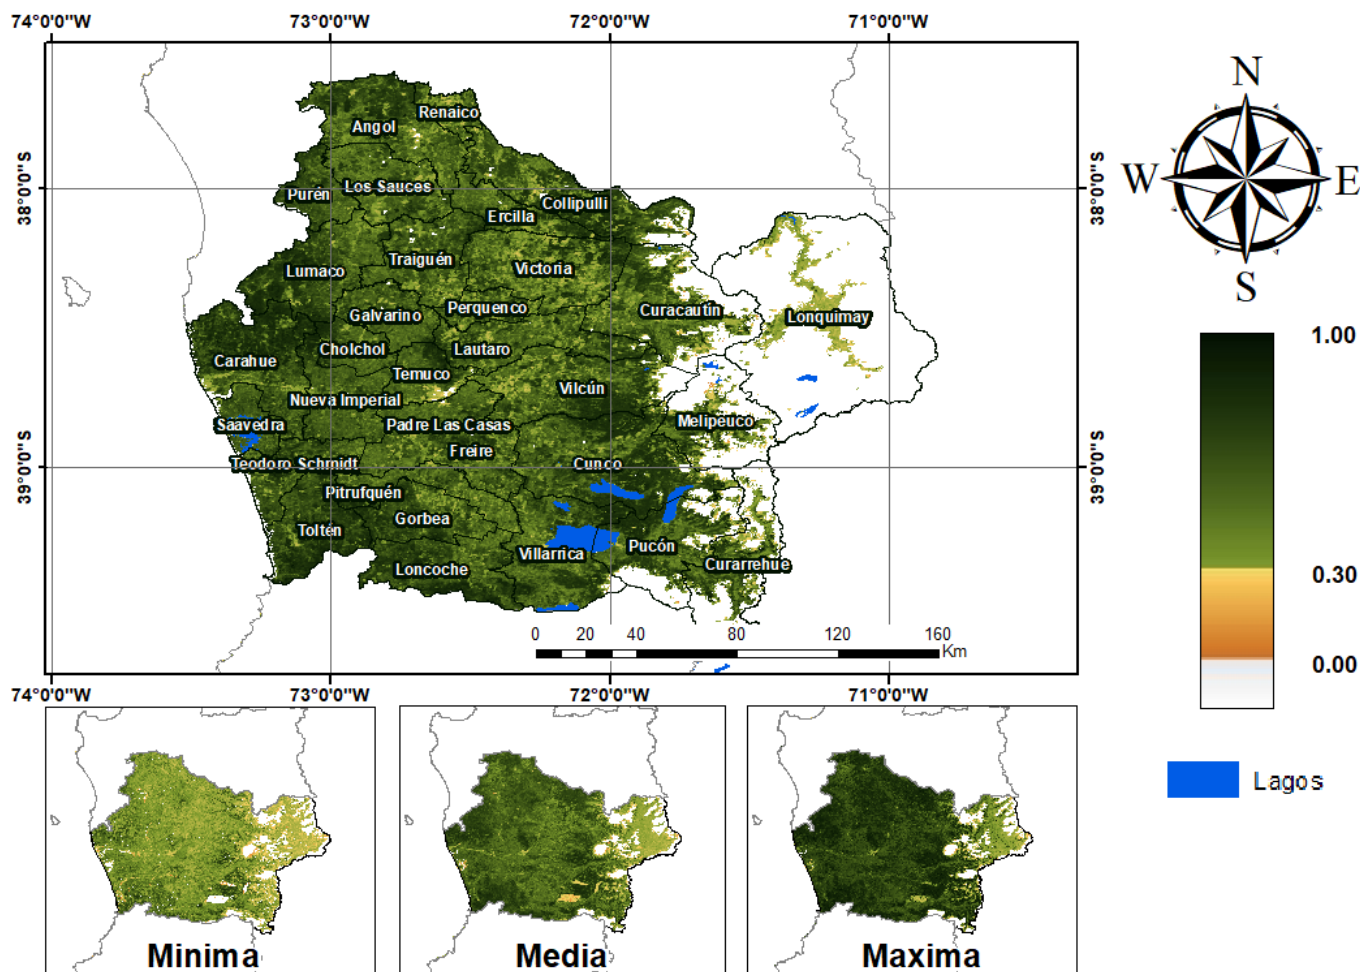 74°0'0"W 73°0'0"W 72°0'0"W 71°0'0"W
38°0'0"S
39°0'0"S
38°0'0"S
39°0'0"S
Renaico
Angol
Los Sauces
Purén
Collipulli
Ercilla
Traiguén
Victoria
Lumaco
Curacautín
Lonquimay
Galvarino
Perquenco
Cholchol
Lautaro
Carahue
Temuco
Vilcún
Nueva Imperial
Saavedra
Padre Las Casas
Melipeuco
Freire
Teodoro Schmidt
Cunco
Pitrufquén
Gorbea
Toltén
Villarrica
Pucón
Loncoche
Curarrehue
0 20 40 80 120 160
Km
74°0'0"W 73°0'0"W 72°0'0"W 71°0'0"W
N
W E
S
1.00
0.30
0.00
Lagos
Minima
Media
Maxima